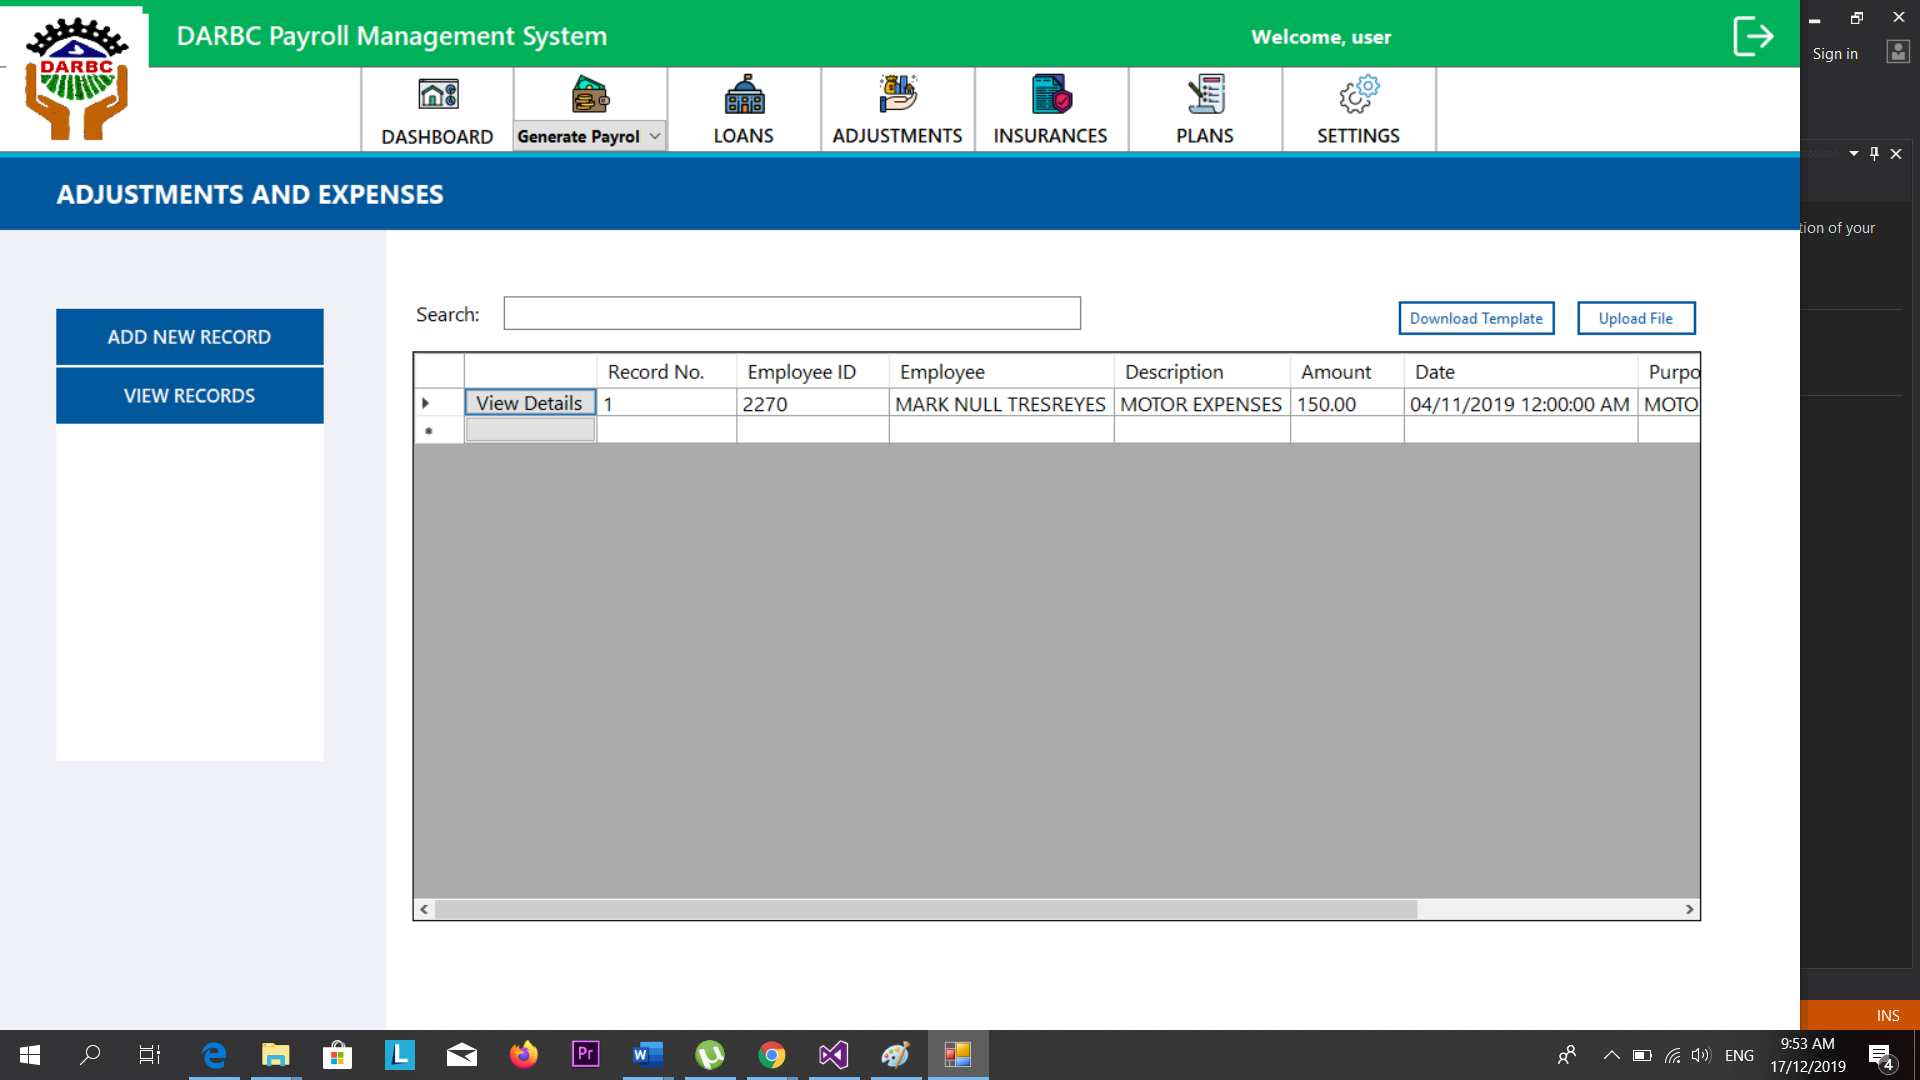 DARBC Payroll Management System
Welcome, user
Sign in
DARBC
DASHBOARD
Generate Payrol
LOANS
ADJUSTMENTS
INSURANCES
PLANS
SETTINGS
ADJUSTMENTS AND EXPENSES
tion of your
Search:
Download Template
Upload File
ADD NEW RECORD
VIEW RECORDS
Record No. Employee ID Employee Description Amount Date Purpo
View Details 1 2270 MARK NULL TRESREYES MOTOR EXPENSES 150.00 04/11/2019 12:00:00 AM MOTO
INS
L
Pr
W
ENG
9:53 AM
17/12/2019
4